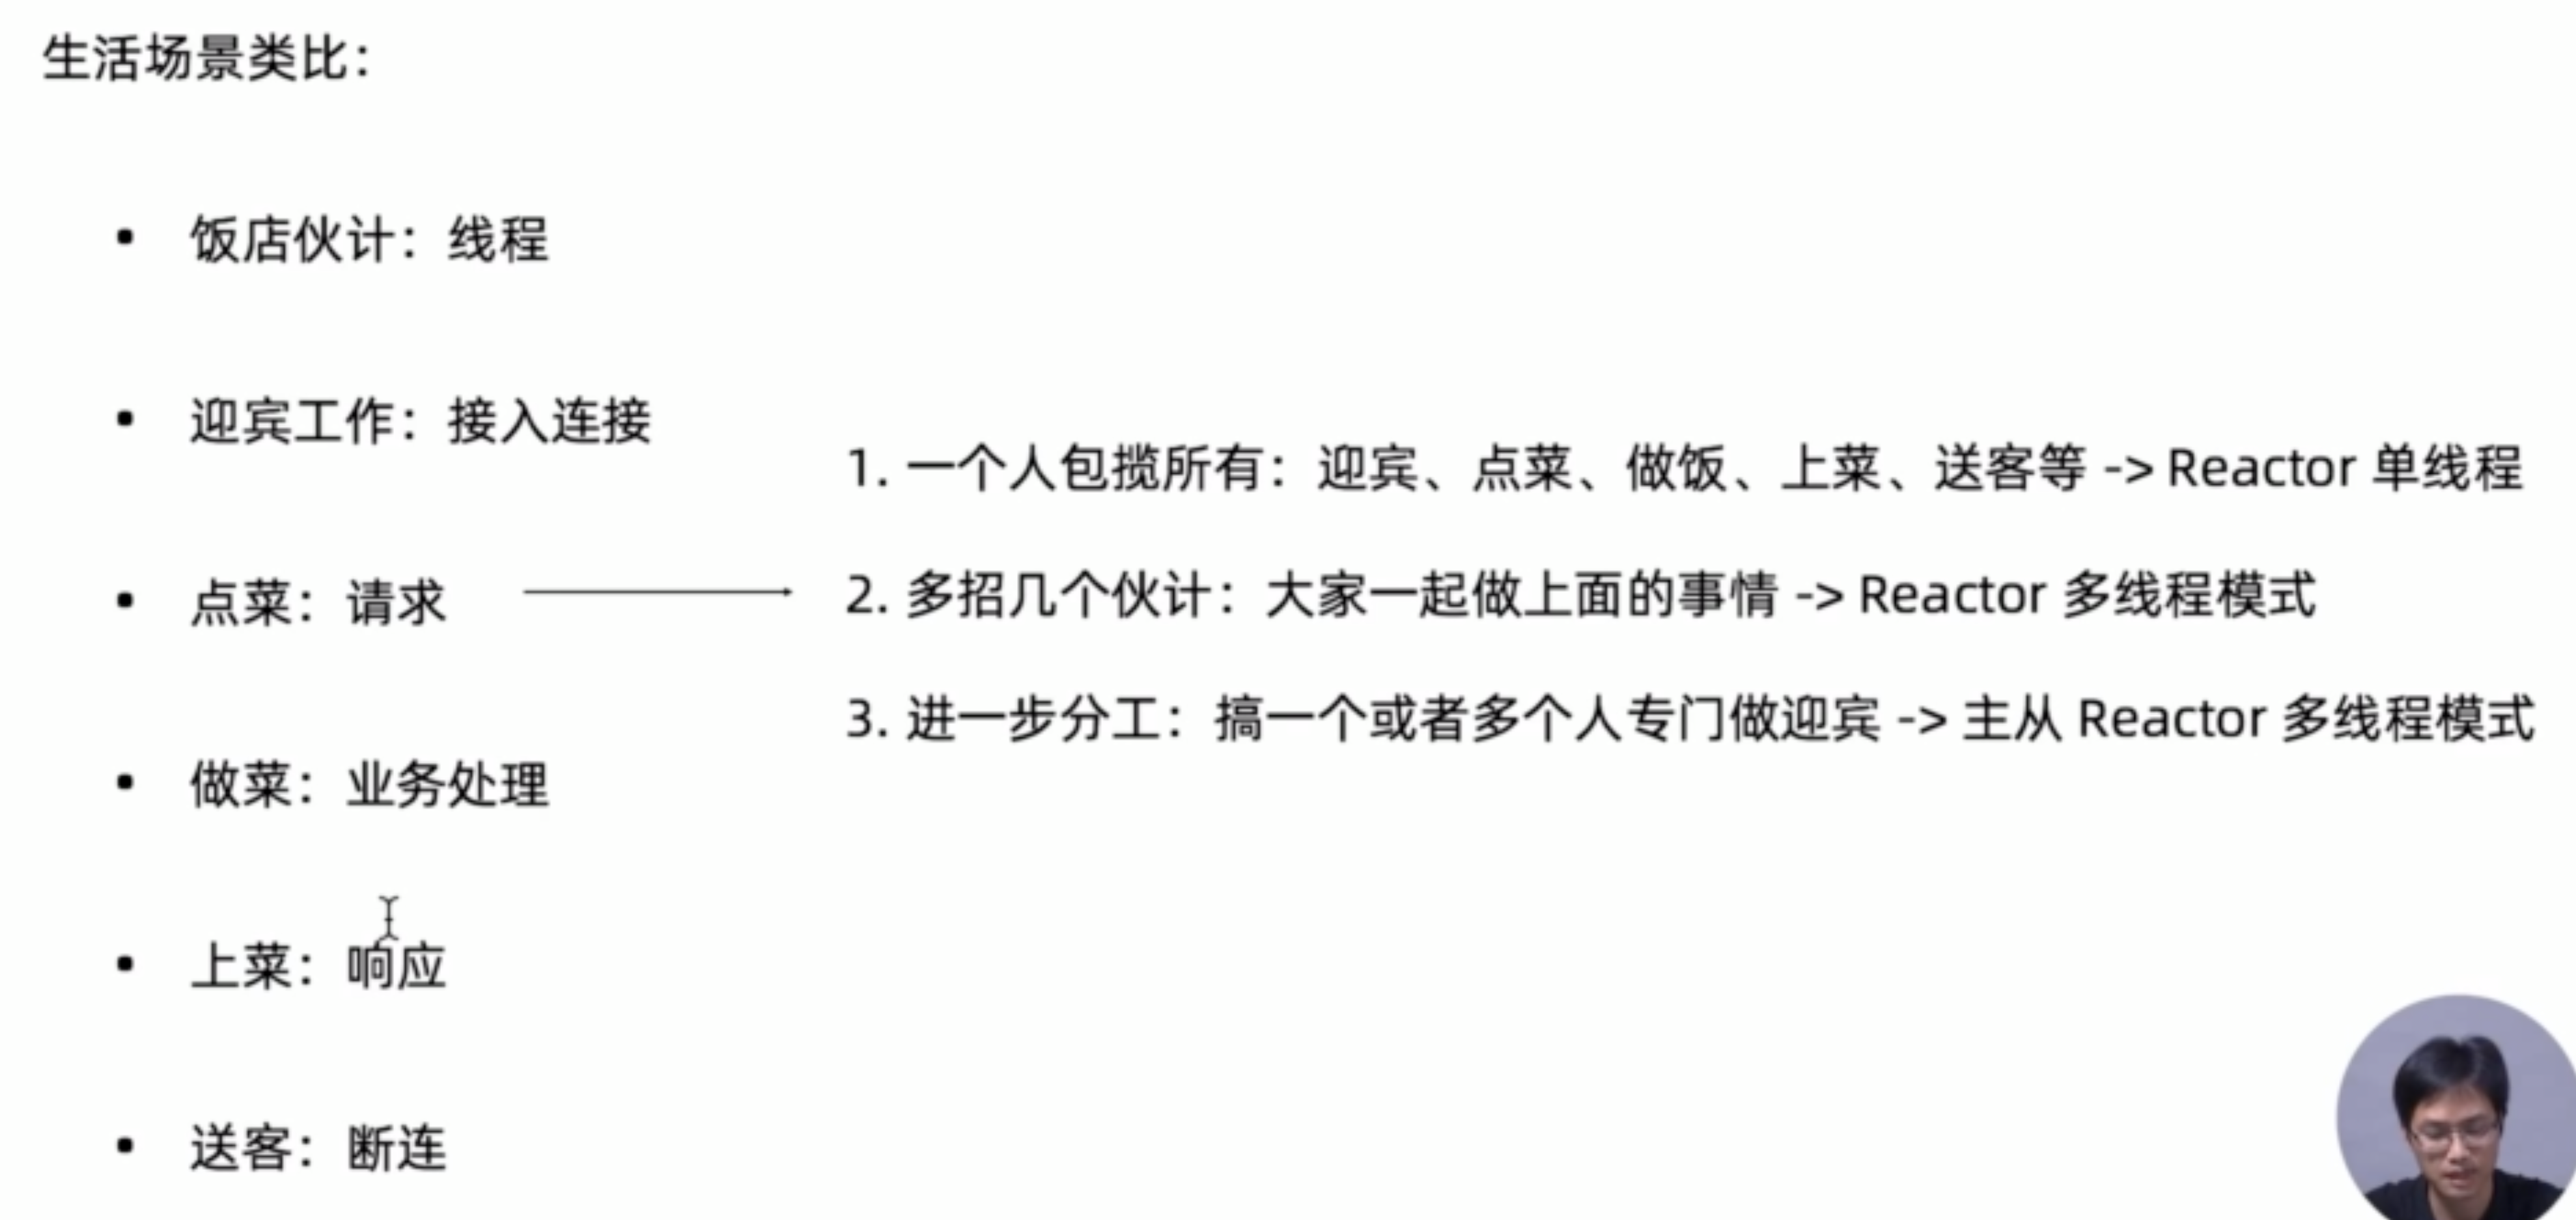 生活场景类比：
• 饭店伙计：线程
• 迎宾工作：接入连接
• 点菜：请求
• 做菜：业务处理
• 上菜：响应
• 送客：断连
1. 一个人包揽所有：迎宾、点菜、做饭、上菜、送客等 -> Reactor 单线程
2. 多招几个伙计：大家一起做上面的事情 -> Reactor 多线程模式
3. 进一步分工：搞一个或者多个人专门做迎宾 -> 主从 Reactor 多线程模式